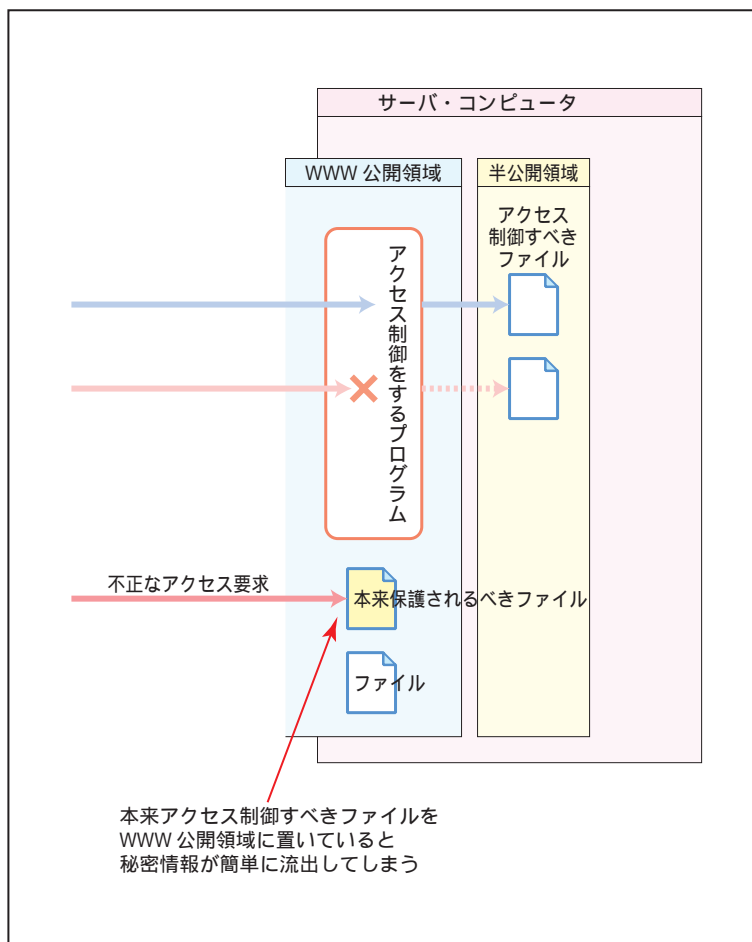 サーバ・コンピュータ
WWW 公開領域
半公開領域
アクセス
制御すべき
ファイル
アクセス制御をするプログラム
不正なアクセス要求
本来保護されるべきファイル
ファイル
本来アクセス制御すべきファイルを
WWW 公開領域に置いていると
秘密情報が簡単に流出してしまう